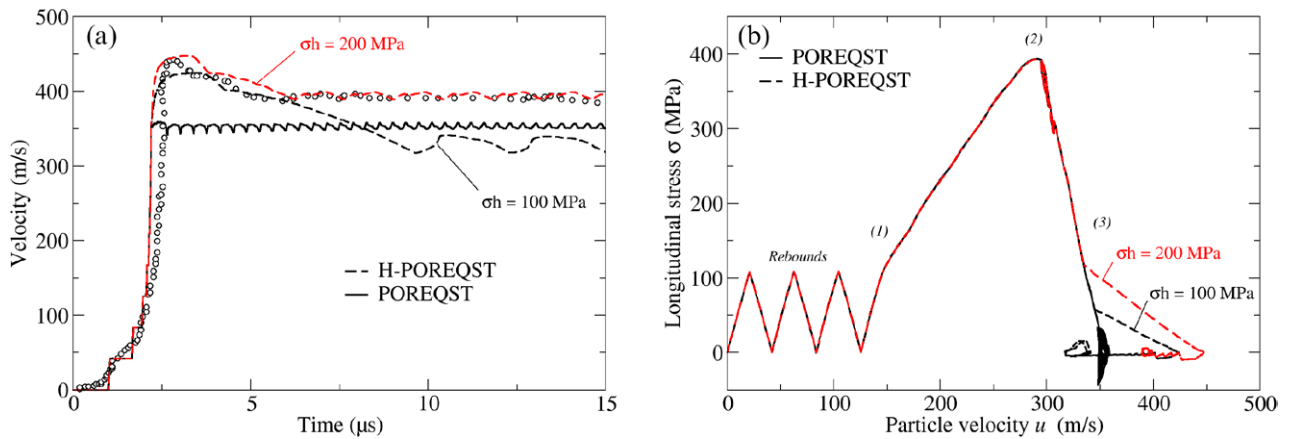 (a)
σh = 200 MPa
σh = 100 MPa
H-POREQST
POREQST
Velocity (m/s)
500
400
300
200
100
0
0
5
10
15
Time (μs)
(b)
(2)
POREQST
H-POREQST
(1)
(3)
Rebounds
σh = 200 MPa
σh = 100 MPa
Longitudinal stress σ (MPa)
400
300
200
100
0
0
100
200
300
400
500
Particle velocity u (m/s)